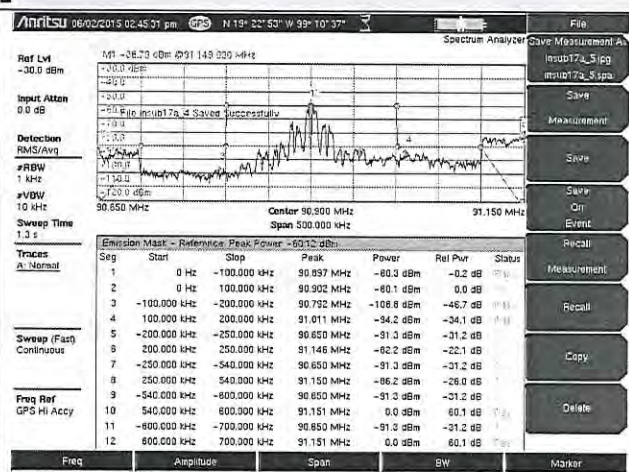 Anritsu 06/02/2015 02:45:01 pm GPS N 19° 22' 53" W 99° 10' 37"
Spectrum Analyzer
Ref Lvl
-30.0 dBm
Input Atten
0.0 dB
Detection
RMS/Avg
#RBW
1 kHz
#VBW
10 kHz
Sweep Time
1.3 s
Traces
A: Normal
Sweep (Fast)
Continuous
Freq Ref
GPS Hi Accy
File insub17a_4 Saved Successfully
-120.0 dBm
90.650 MHz
Center 90.900 MHz
91.150 MHz
Span 500.000 kHz
Emission Mask - Reference: Peak Power -60.12 dBm
Seg Start Stop Peak Power Rel Pwr Status
1 0 Hz -100.000 kHz 90.897 MHz -60.3 dBm -0.2 dB
2 0 Hz 100.000 kHz 90.902 MHz -60.1 dBm 0.0 dB
3 -100.000 kHz -200.000 kHz 90.792 MHz -106.8 dBm -46.7 dB
4 100.000 kHz 200.000 kHz 91.011 MHz -94.2 dBm -34.1 dB
5 -200.000 kHz -250.000 kHz 90.650 MHz -91.3 dBm -31.2 dB
6 200.000 kHz 250.000 kHz 91.146 MHz -82.2 dBm -22.1 dB
7 -250.000 kHz -540.000 kHz 90.650 MHz -91.3 dBm -31.2 dB
8 250.000 kHz 540.000 kHz 91.150 MHz -86.2 dBm -26.0 dB
9 -540.000 kHz -600.000 kHz 90.650 MHz -91.3 dBm -31.2 dB
10 540.000 kHz 600.000 kHz 91.151 MHz 0.0 dBm 60.1 dB
11 -600.000 kHz -700.000 kHz 90.650 MHz -91.3 dBm -31.2 dB
12 600.000 kHz 700.000 kHz 91.151 MHz 0.0 dBm 60.1 dB
File
Save Measurement As
insub17a_5.jpg
insub17a_5.spa
Save
Measurement
Save
Save
On
Event
Recall
Measurement
Recall
Copy
Delete
Freq Amplitude Span BW Marker